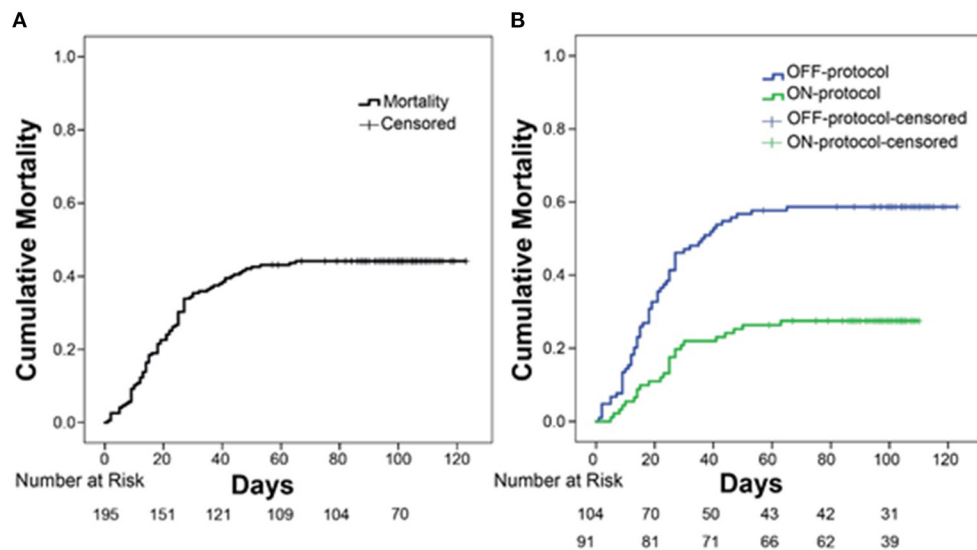 A
1.0
0.8
0.6
0.4
0.2
0.0
Cumulative Mortality
Mortality
Censored
0 20 40 60 80 100 120
Number at Risk
Days
195 151 121 109 104 70
B
1.0
0.8
0.6
0.4
0.2
0.0
Cumulative Mortality
OFF-protocol
ON-protocol
OFF-protocol-censored
ON-protocol-censored
0 20 40 60 80 100 120
Number at Risk
Days
104 70 50 43 42 31
91 81 71 66 62 39